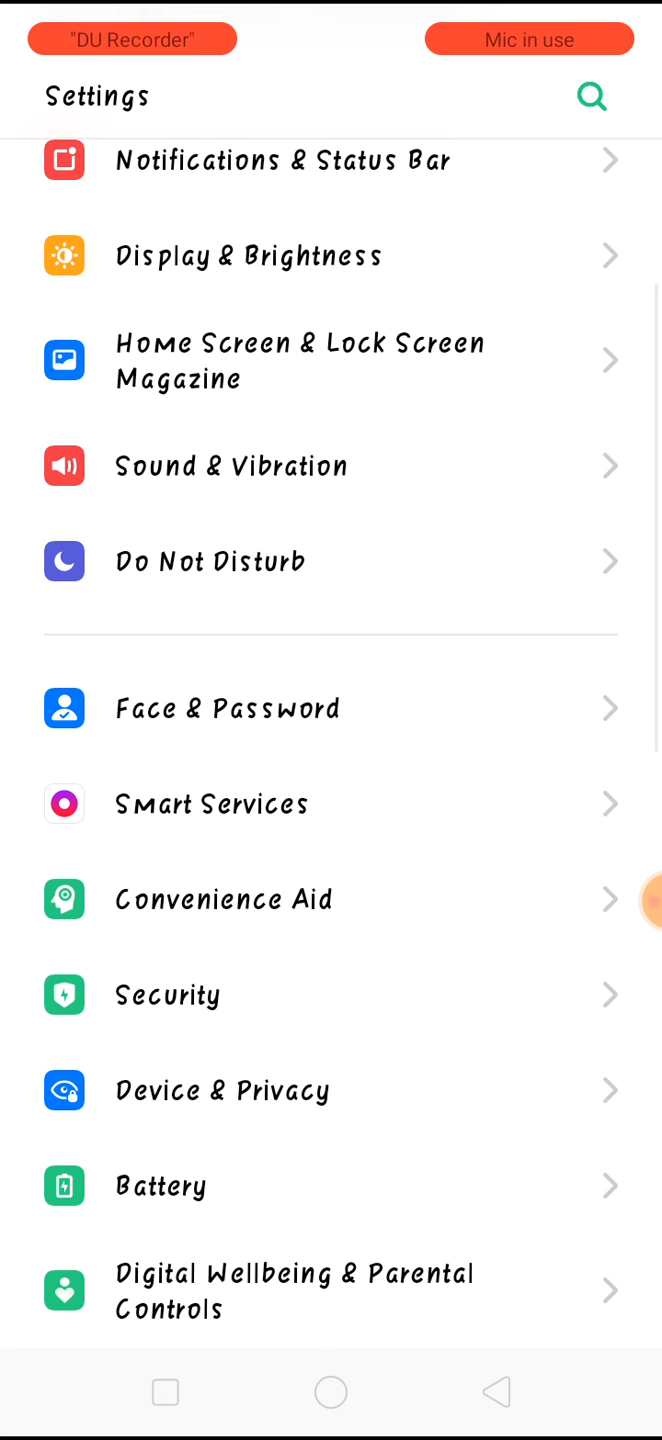 "DU Recorder"
Mic in use
Settings
Notifications & Status Bar
Display & Brightness
Home Screen & Lock Screen
Magazine
Sound & Vibration
Do Not Disturb
Face & Password
Smart Services
Convenience Aid
Security
Device & Privacy
Battery
Digital Wellbeing & Parental
Controls